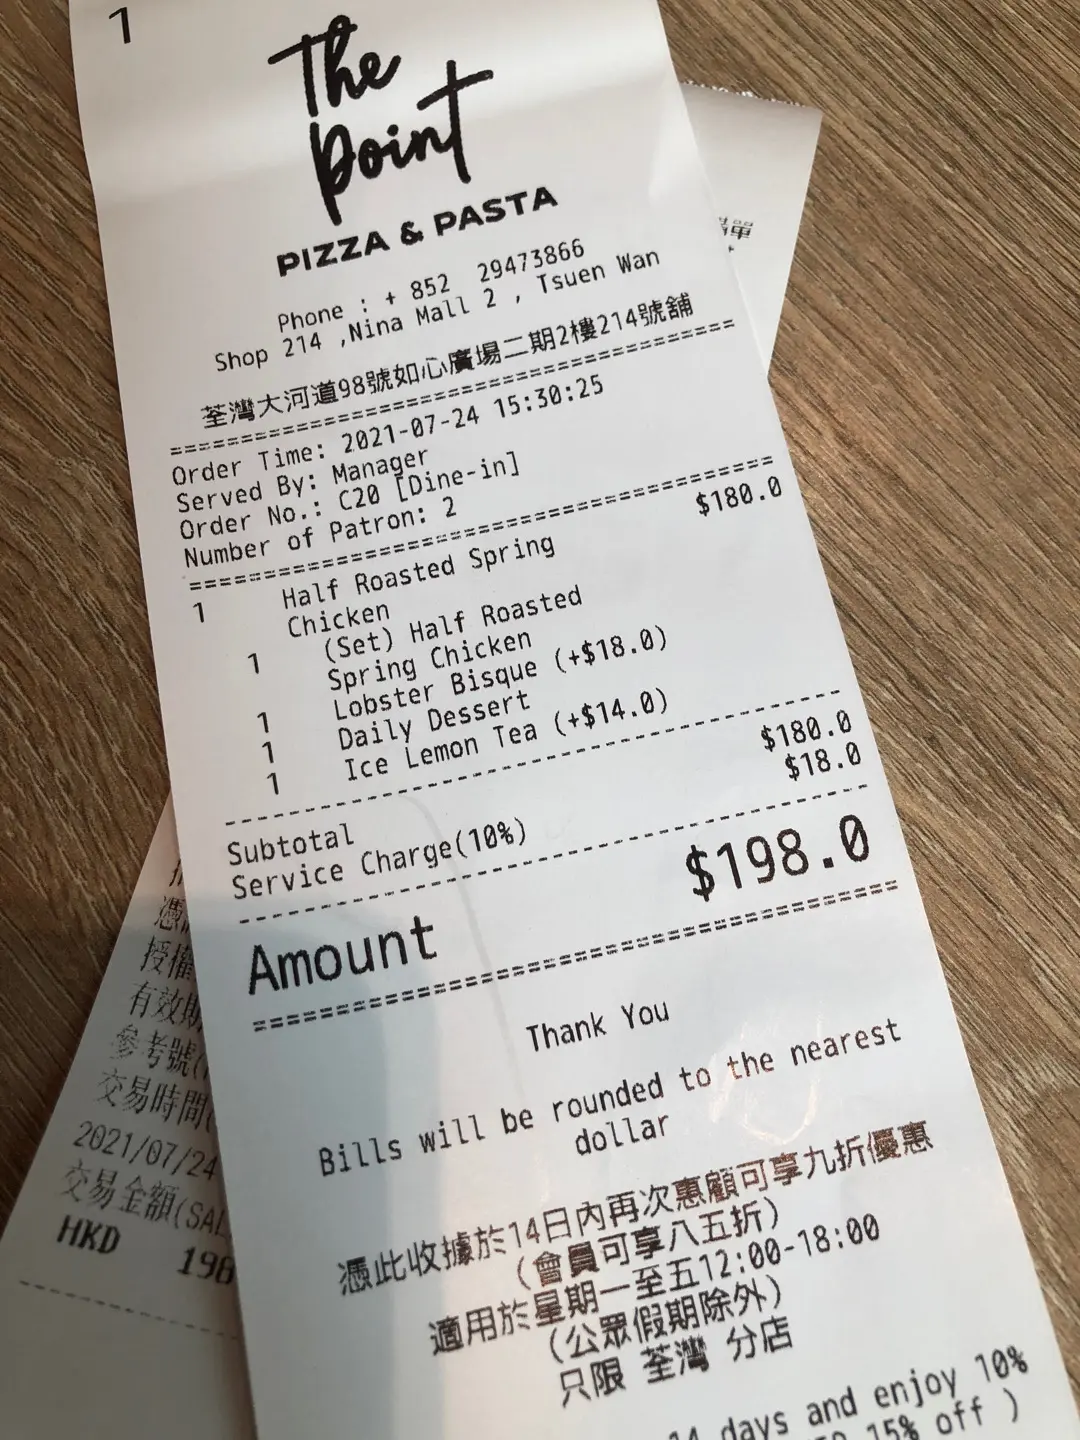 1
The
Point
PIZZA & PASTA
Phone : + 852 29473866
Shop 214 ,Nina Mall 2 , Tsuen Wan
荃灣大河道98號如心廣場二期2樓214號舖
Order Time: 2021-07-24 15:30:25
Served By: Manager
Order No.: C20 [Dine-in]
Number of Patron: 2
1 Half Roasted Spring $180.0
Chicken
1 (Set) Half Roasted
Spring Chicken
1 Lobster Bisque (+$18.0)
1 Daily Dessert
1 Ice Lemon Tea (+$14.0)
Subtotal $180.0
Service Charge(10%) $18.0
Amount $198.0
Thank You
Bills will be rounded to the nearest
dollar
憑此收據於14日內再次惠顧可享九折優惠
(會員可享八五折)
適用於星期一至五12:00-18:00
(公眾假期除外)
只限 荃灣 分店
14 days and enjoy 10%
15% off )
單
授權
有效期
參考號
交易時間
2021/07/24
交易金額(SAL
HKD 198